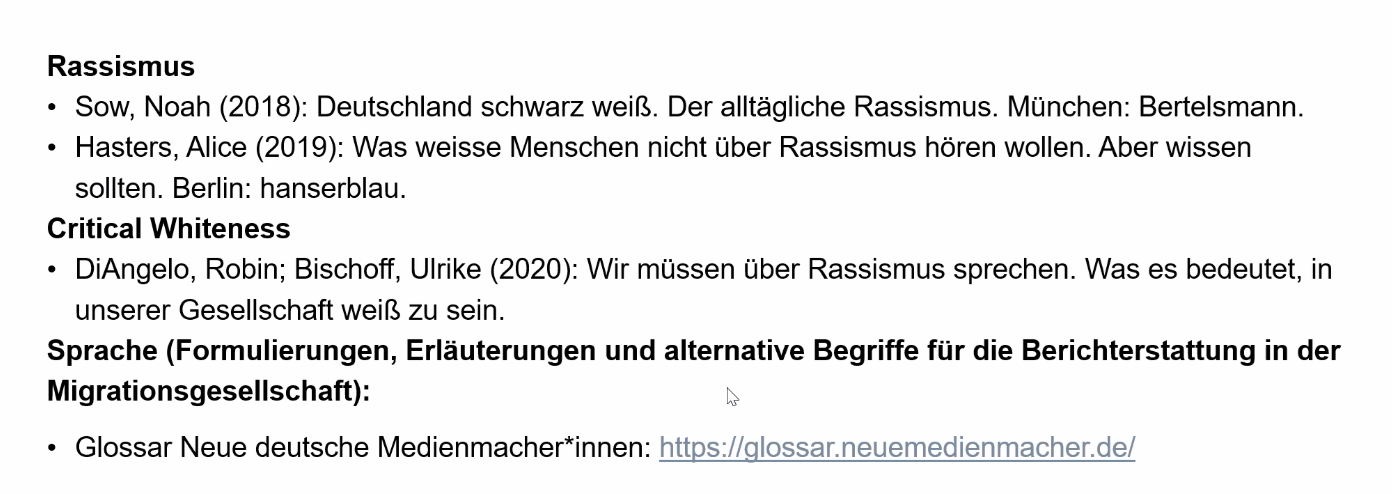 Rassismus
• Sow, Noah (2018): Deutschland schwarz weiß. Der alltägliche Rassismus. München: Bertelsmann.
• Hasters, Alice (2019): Was weisse Menschen nicht über Rassismus hören wollen. Aber wissen
sollten. Berlin: hanserblau.
Critical Whiteness
• DiAngelo, Robin; Bischoff, Ulrike (2020): Wir müssen über Rassismus sprechen. Was es bedeutet, in
unserer Gesellschaft weiß zu sein.
Sprache (Formulierungen, Erläuterungen und alternative Begriffe für die Berichterstattung in der
Migrationsgesellschaft):
• Glossar Neue deutsche Medienmacher*innen: https://glossar.neuemedienmacher.de/